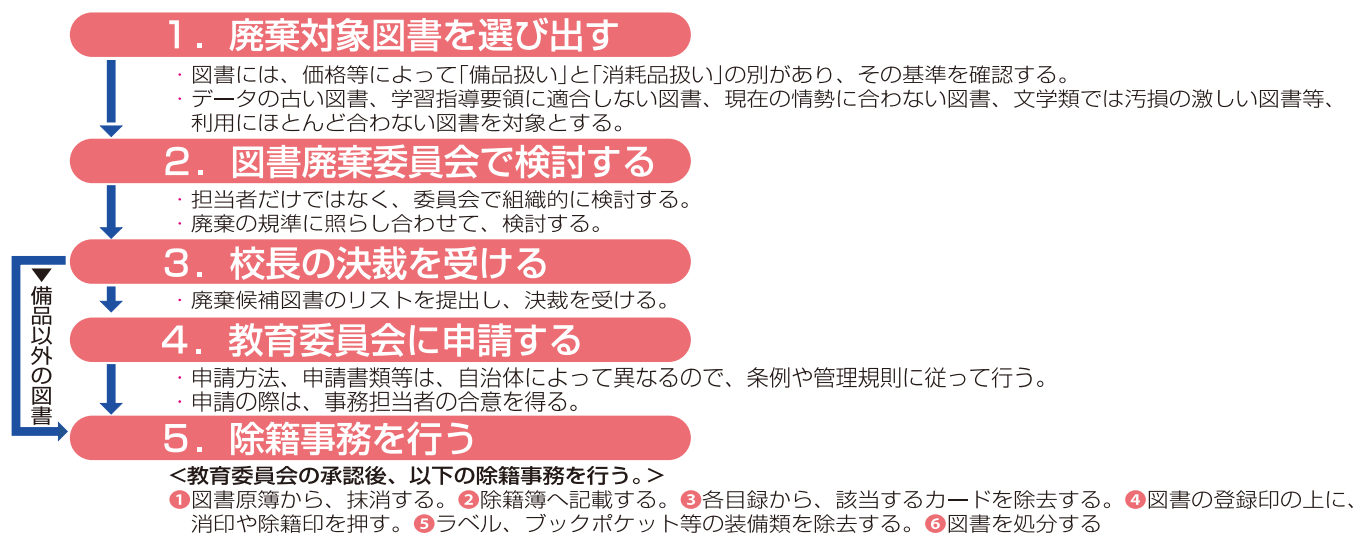 1．廃棄対象図書を選び出す
・図書には、価格等によって「備品扱い」と「消耗品扱い」の別があり、その基準を確認する。
・データの古い図書、学習指導要領に適合しない図書、現在の情勢に合わない図書、文学類では汚損の激しい図書等、
利用にほとんど合わない図書を対象とする。
2．図書廃棄委員会で検討する
・担当者だけではなく、委員会で組織的に検討する。
・廃棄の規準に照らし合わせて、検討する。
3．校長の決裁を受ける
・廃棄候補図書のリストを提出し、決裁を受ける。
▼備品以外の図書
4．教育委員会に申請する
・申請方法、申請書類等は、自治体によって異なるので、条例や管理規則に従って行う。
・申請の際は、事務担当者の合意を得る。
5．除籍事務を行う
＜教育委員会の承認後、以下の除籍事務を行う。＞
❶図書原簿から、抹消する。❷除籍簿へ記載する。❸各目録から、該当するカードを除去する。❹図書の登録印の上に、
消印や除籍印を押す。❺ラベル、ブックポケット等の装備類を除去する。❻図書を処分する